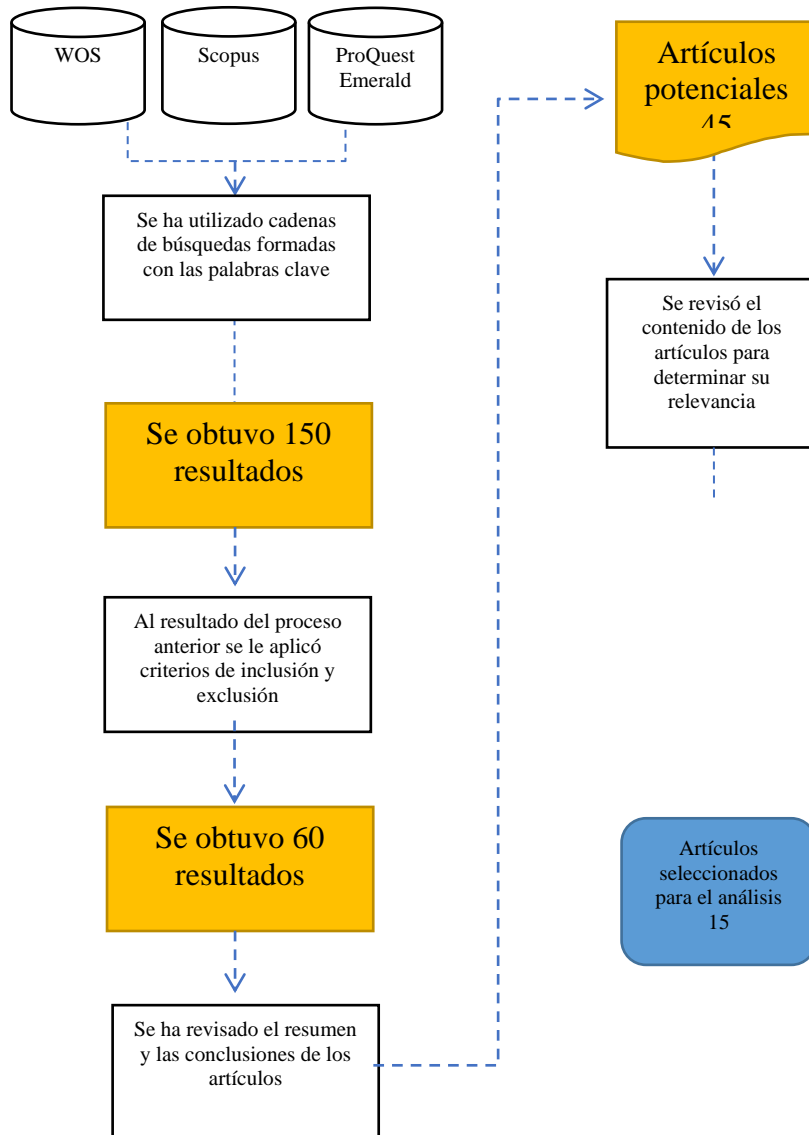 WOS
Scopus
ProQuest
Emerald
Se ha utilizado cadenas
de búsquedas formadas
con las palabras clave
Se obtuvo 150
resultados
Al resultado del proceso
anterior se le aplicó
criterios de inclusión y
exclusión
Se obtuvo 60
resultados
Se ha revisado el resumen
y las conclusiones de los
artículos
Artículos
potenciales
45
Se revisó el
contenido de los
artículos para
determinar su
relevancia
Artículos
seleccionados
para el análisis
15